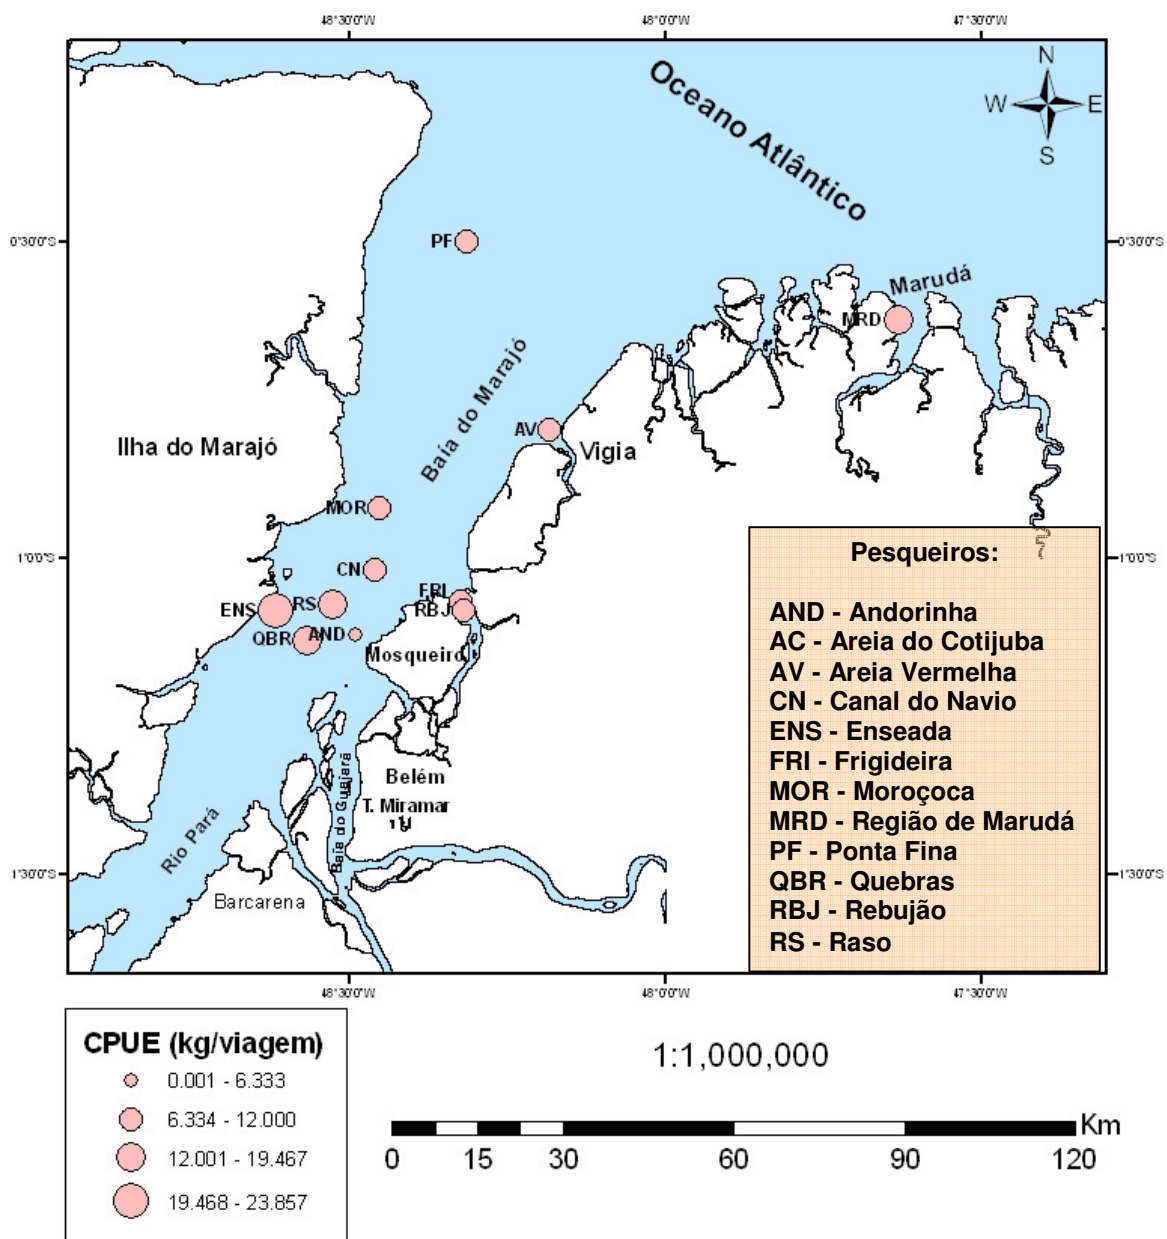 48°30'0"W
48°0'0"W
47°30'0"W
N
W
E
S
Oceano Atlântico
0°30'0"S
PF
0°30'0"S
Marudá
MRD
Baía do Marajó
AV
Ilha do Marajó
Vigia
MOR
2
1°0'0"S
CN
1°0'0"S
3
FRI
ENS
RS
RBJ
QBR
AND
Mosqueiro
Baía do Guajará
Belém
T. Miramar
1
Rio Pará
1°30'0"S
Barcarena
1°30'0"S
Pesqueiros:
AND - Andorinha
AC - Areia do Cotijuba
AV - Areia Vermelha
CN - Canal do Navio
ENS - Enseada
FRI - Frigideira
MOR - Moroçoca
MRD - Região de Marudá
PF - Ponta Fina
QBR - Quebras
RBJ - Rebujão
RS - Raso
48°30'0"W
48°0'0"W
47°30'0"W
CPUE (kg/viagem)
0.001 - 6.333
6.334 - 12.000
12.001 - 19.467
19.468 - 23.857
1:1,000,000
Km
0 15 30 60 90 120